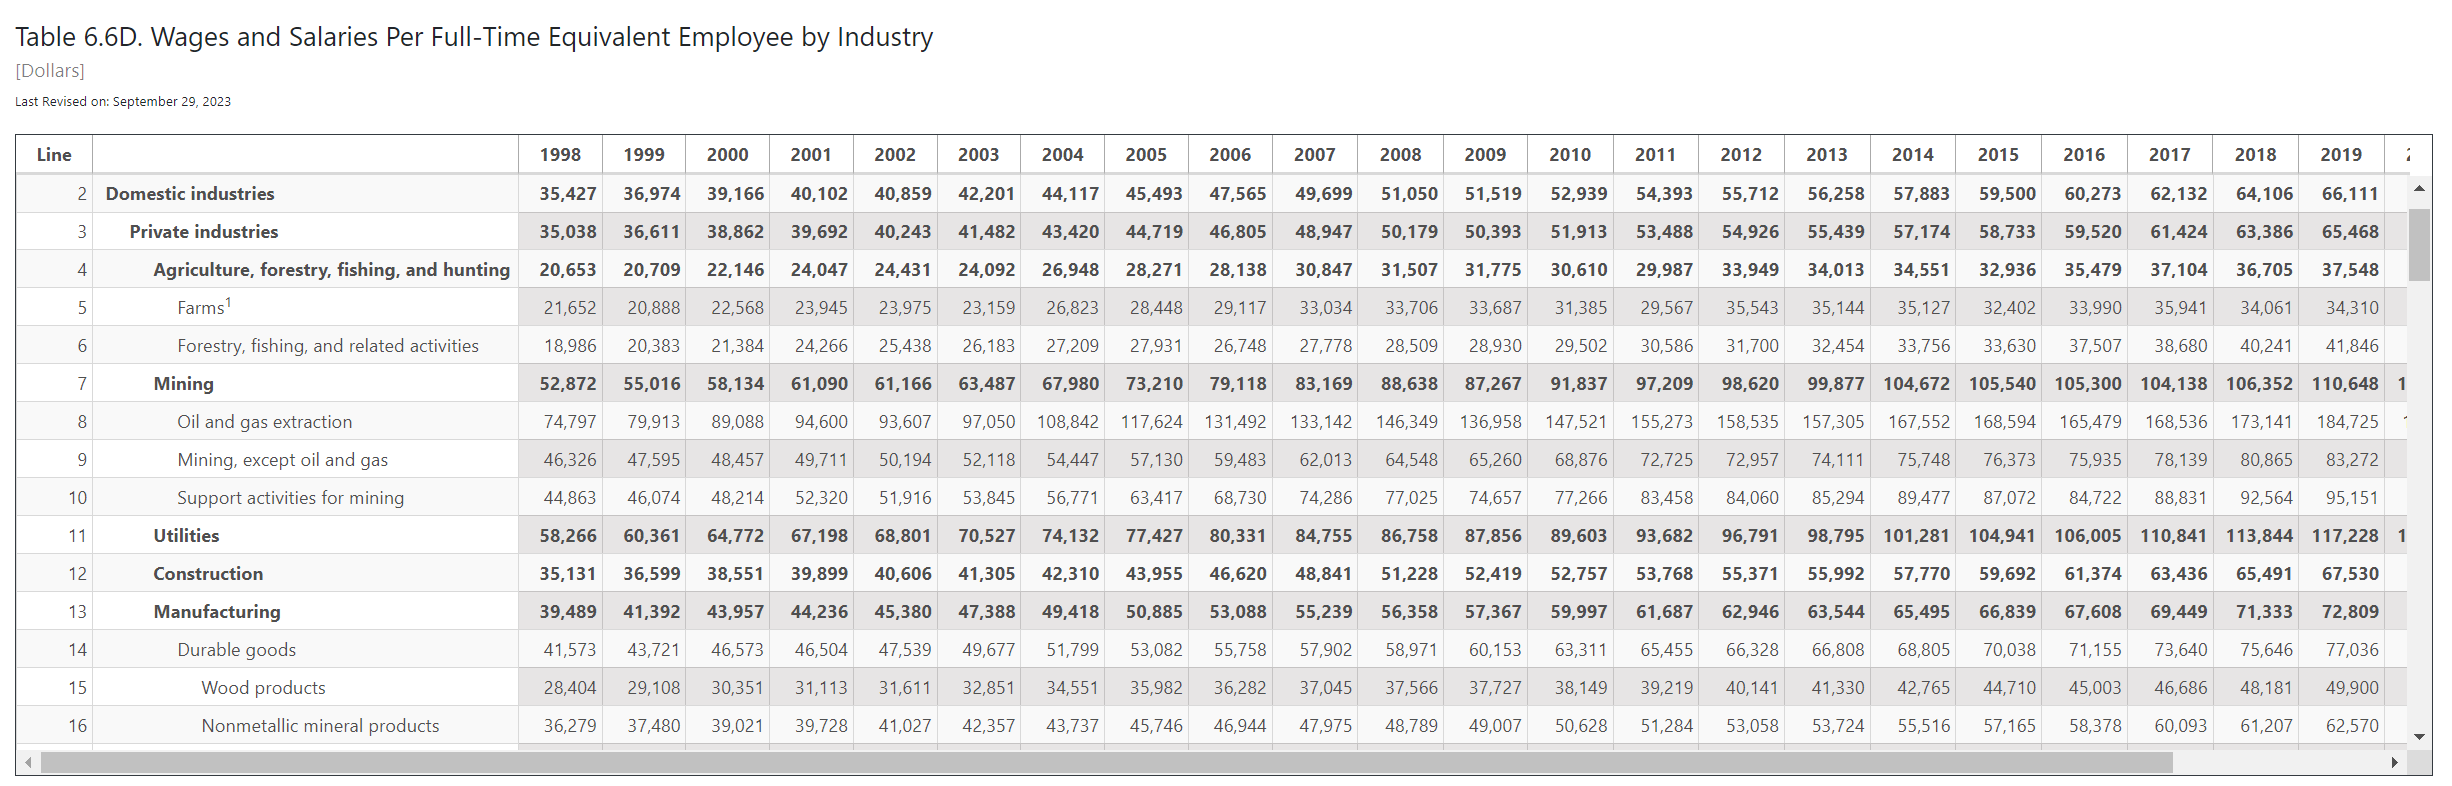 Table 6.6D. Wages and Salaries Per Full-Time Equivalent Employee by Industry
[Dollars]
Last Revised on: September 29, 2023
Line 1998 1999 2000 2001 2002 2003 2004 2005 2006 2007 2008 2009 2010 2011 2012 2013 2014 2015 2016 2017 2018 2019
2 Domestic industries 35,427 36,974 39,166 40,102 40,859 42,201 44,117 45,493 47,565 49,699 51,050 51,519 52,939 54,393 55,712 56,258 57,883 59,500 60,273 62,132 64,106 66,111
3 Private industries 35,038 36,611 38,862 39,692 40,243 41,482 43,420 44,719 46,805 48,947 50,179 50,393 51,913 53,488 54,926 55,439 57,174 58,733 59,520 61,424 63,386 65,468
4 Agriculture, forestry, fishing, and hunting 20,653 20,709 22,146 24,047 24,431 24,092 26,948 28,271 28,138 30,847 31,507 31,775 30,610 29,987 33,949 34,013 34,551 32,936 35,479 37,104 36,705 37,548
5 Farms¹ 21,652 20,888 22,568 23,945 23,975 23,159 26,823 28,448 29,117 33,034 33,706 33,687 31,385 29,567 35,543 35,144 35,127 32,402 33,990 35,941 34,061 34,310
6 Forestry, fishing, and related activities 18,986 20,383 21,384 24,266 25,438 26,183 27,209 27,931 26,748 27,778 28,509 28,930 29,502 30,586 31,700 32,454 33,756 33,630 37,507 38,680 40,241 41,846
7 Mining 52,872 55,016 58,134 61,090 61,166 63,487 67,980 73,210 79,118 83,169 88,638 87,267 91,837 97,209 98,620 99,877 104,672 105,540 105,300 104,138 106,352 110,648
8 Oil and gas extraction 74,797 79,913 89,088 94,600 93,607 97,050 108,842 117,624 131,492 133,142 146,349 136,958 147,521 155,273 158,535 157,305 167,552 168,594 165,479 168,536 173,141 184,725
9 Mining, except oil and gas 46,326 47,595 48,457 49,711 50,194 52,118 54,447 57,130 59,483 62,013 64,548 65,260 68,876 72,725 72,957 74,111 75,748 76,373 75,935 78,139 80,865 83,272
10 Support activities for mining 44,863 46,074 48,214 52,320 51,916 53,845 56,771 63,417 68,730 74,286 77,025 74,657 77,266 83,458 84,060 85,294 89,477 87,072 84,722 88,831 92,564 95,151
11 Utilities 58,266 60,361 64,772 67,198 68,801 70,527 74,132 77,427 80,331 84,755 86,758 87,856 89,603 93,682 96,791 98,795 101,281 104,941 106,005 110,841 113,844 117,228
12 Construction 35,131 36,599 38,551 39,899 40,606 41,305 42,310 43,955 46,620 48,841 51,228 52,419 52,757 53,768 55,371 55,992 57,770 59,692 61,374 63,436 65,491 67,530
13 Manufacturing 39,489 41,392 43,957 44,236 45,380 47,388 49,418 50,885 53,088 55,239 56,358 57,367 59,997 61,687 62,946 63,544 65,495 66,839 67,608 69,449 71,333 72,809
14 Durable goods 41,573 43,721 46,573 46,504 47,539 49,677 51,799 53,082 55,758 57,902 58,971 60,153 63,311 65,455 66,328 66,808 68,805 70,038 71,155 73,640 75,646 77,036
15 Wood products 28,404 29,108 30,351 31,113 31,611 32,851 34,551 35,982 36,282 37,045 37,566 37,727 38,149 39,219 40,141 41,330 42,765 44,710 45,003 46,686 48,181 49,900
16 Nonmetallic mineral products 36,279 37,480 39,021 39,728 41,027 42,357 43,737 45,746 46,944 47,975 48,789 49,007 50,628 51,284 53,058 53,724 55,516 57,165 58,378 60,093 61,207 62,570